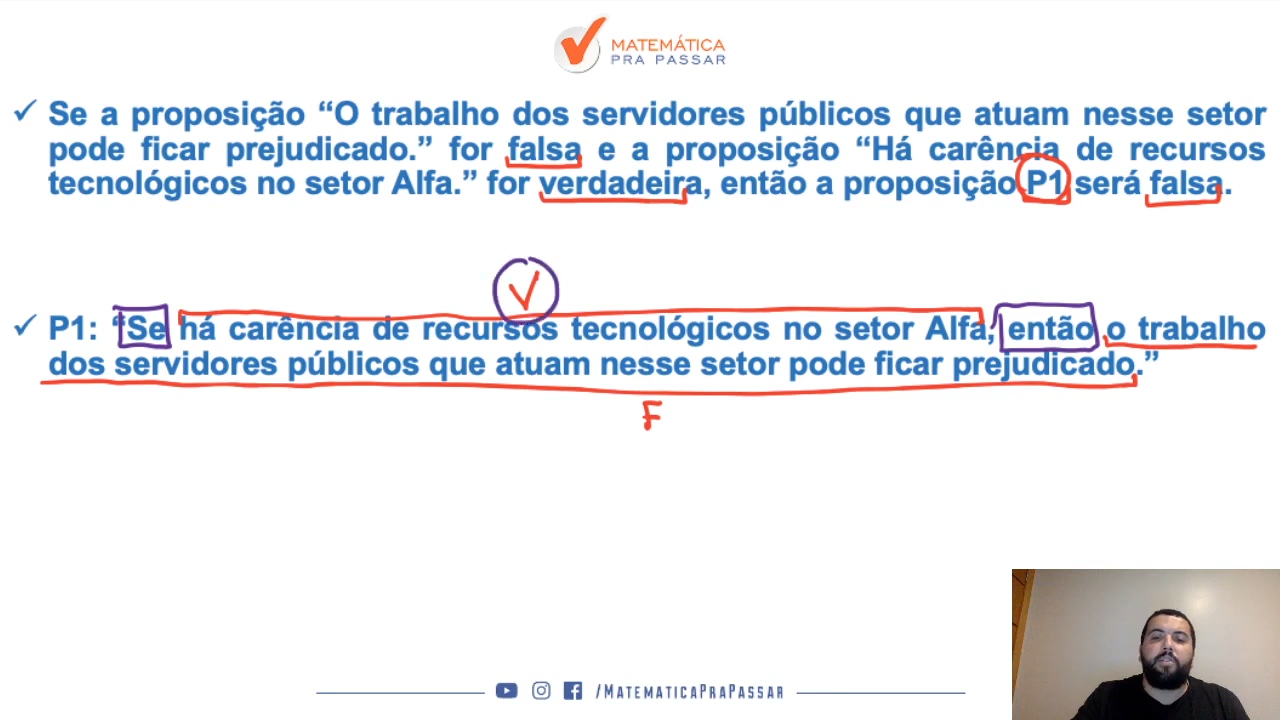 MATEMÁTICA
PRA PASSAR
✓ Se a proposição “O trabalho dos servidores públicos que atuam nesse setor
pode ficar prejudicado.” for falsa e a proposição “Há carência de recursos
tecnológicos no setor Alfa.” for verdadeira, então a proposição P1 será falsa.
V
✓ P1: “Se há carência de recursos tecnológicos no setor Alfa, então o trabalho
dos servidores públicos que atuam nesse setor pode ficar prejudicado.”
F
/MATEMATICAPRAPASSAR